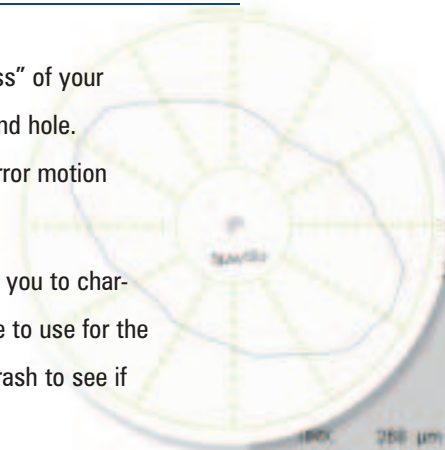 ss” of your
nd hole.
rror motion
you to char-
e to use for the
rash to see if
268 µm